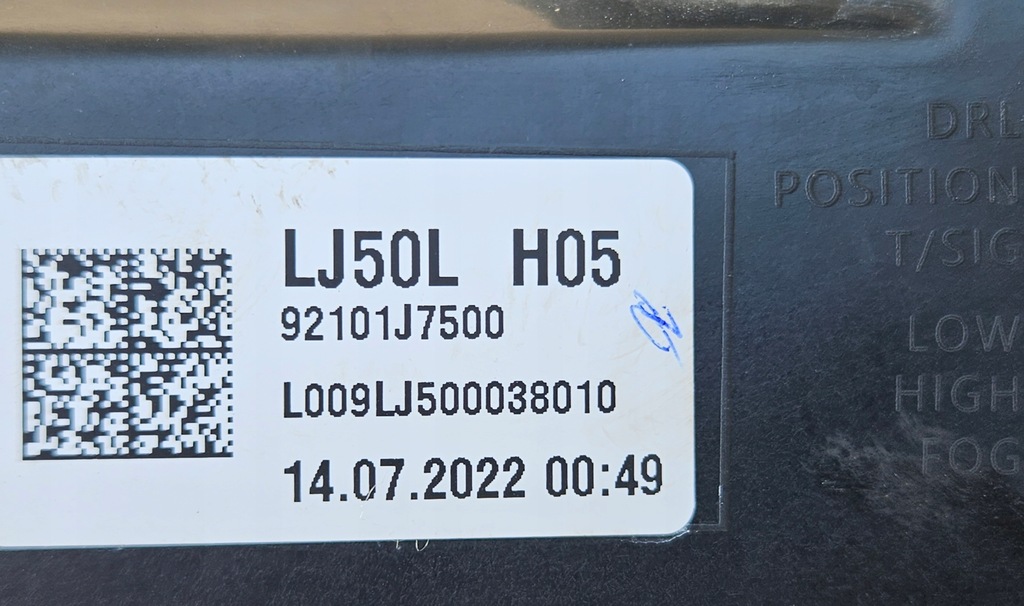 LJ50L H05
92101J7500
L009LJ500038010
14.07.2022 00:49
DRL
POSITION
T/SIG
LOW
HIGH
FOG